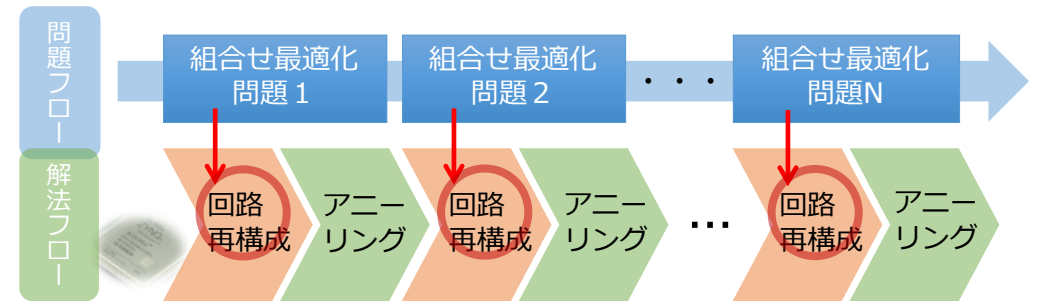 問題フロー
組合せ最適化
問題１
組合せ最適化
問題２
・・・
組合せ最適化
問題N
解法フロー
回路
再構成
アニー
リング
回路
再構成
アニー
リング
…
回路
再構成
アニー
リング